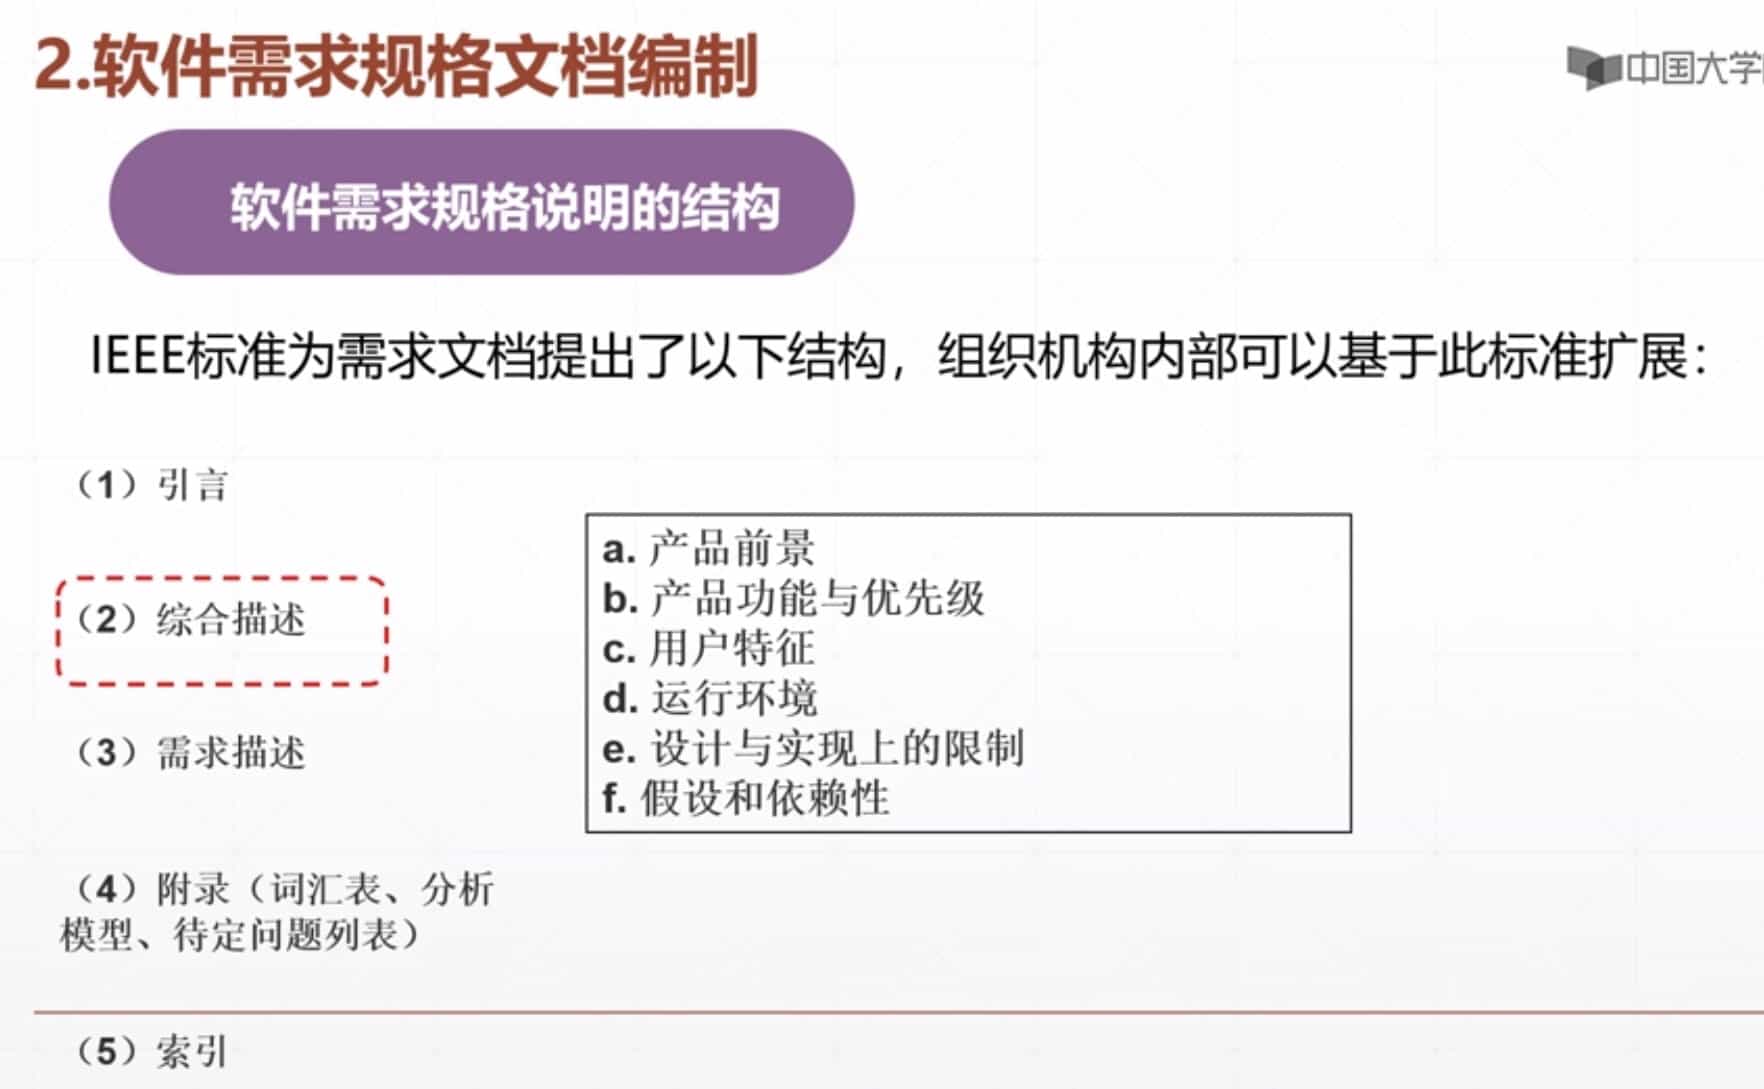 2.软件需求规格文档编制
中国大学
软件需求规格说明的结构
IEEE标准为需求文档提出了以下结构，组织机构内部可以基于此标准扩展：
（1）引言
（2）综合描述
（3）需求描述
（4）附录（词汇表、分析
模型、待定问题列表）
（5）索引
a. 产品前景
b. 产品功能与优先级
c. 用户特征
d. 运行环境
e. 设计与实现上的限制
f. 假设和依赖性